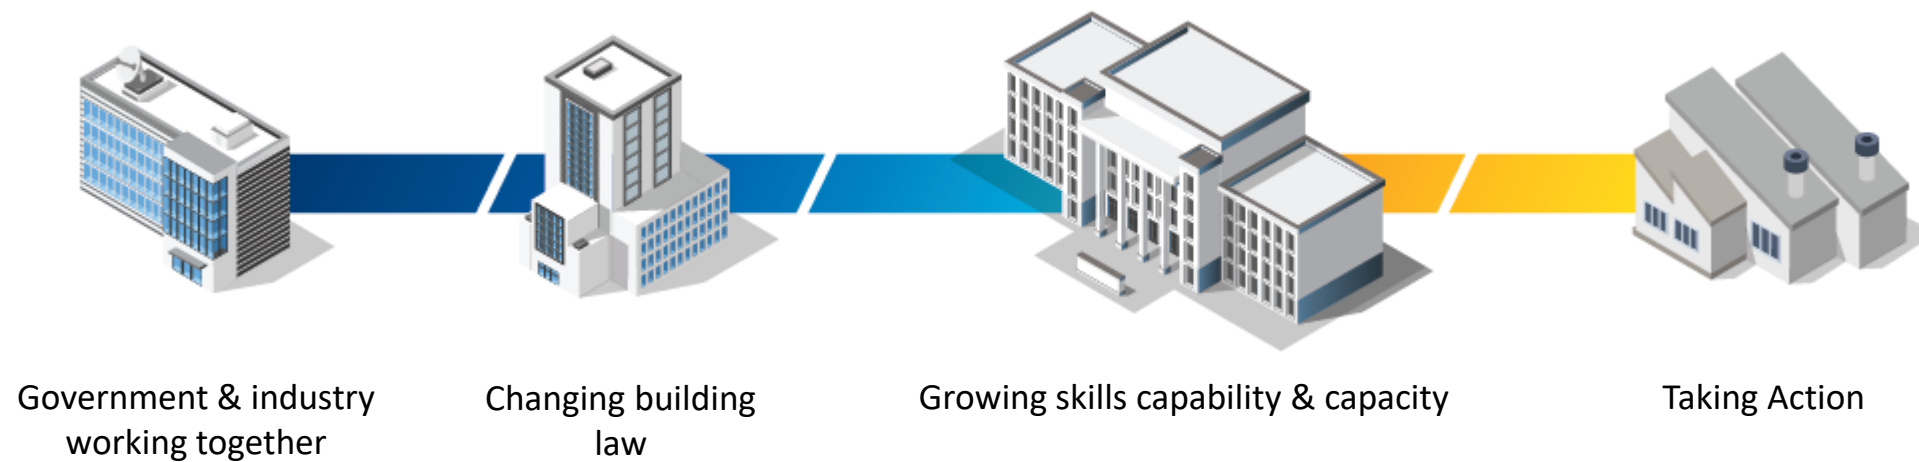 Government & industry
working together
Changing building
law
Growing skills capability & capacity
Taking Action